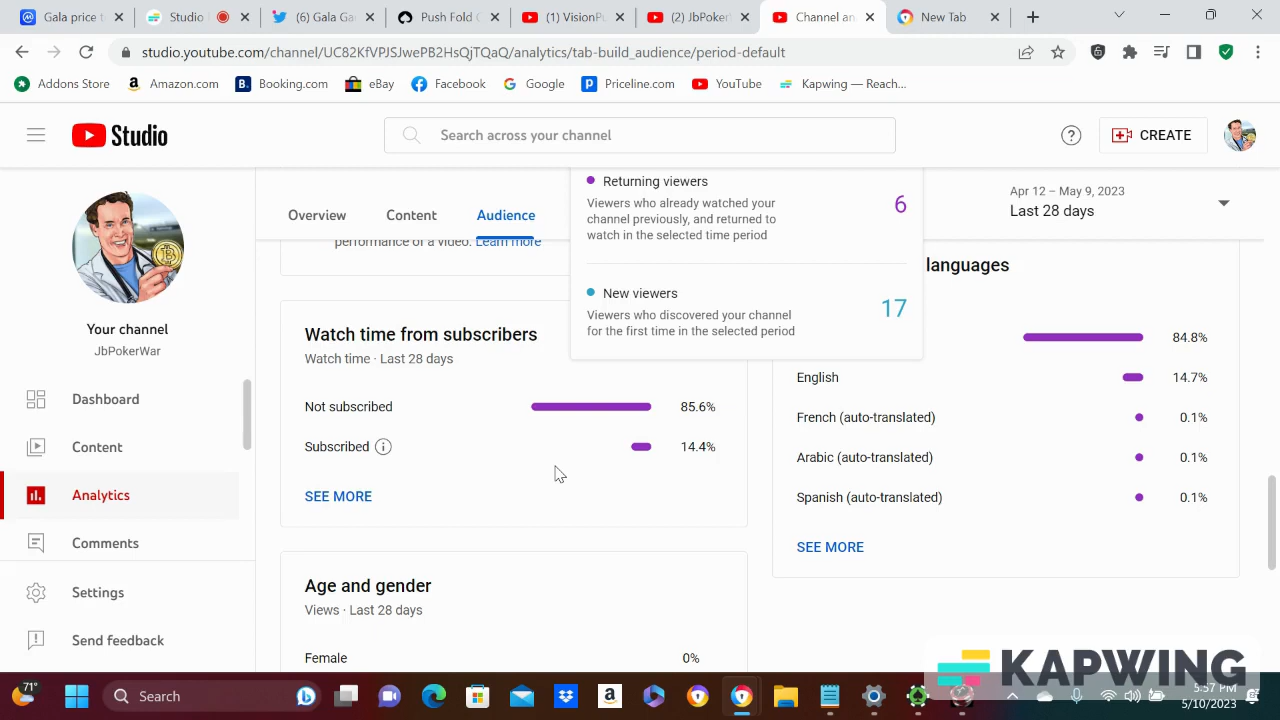 Gala price t
Studio
(6) Gala Gam
Push Fold C
(1) VisionPo
(2) JbPoker
Channel an
New Tab
studio.youtube.com/channel/UC82KfVPJSJwePB2HsQjTQaQ/analytics/tab-build_audience/period-default
Addons Store
Amazon.com
Booking.com
eBay
Facebook
Google
Priceline.com
YouTube
Kapwing — Reach...
Studio
Search across your channel
CREATE
Your channel
JbPokerWar
Dashboard
Content
Analytics
Comments
Settings
Send feedback
Overview
Content
Audience
Apr 12 – May 9, 2023
Last 28 days
performance of a video. Learn more
Returning viewers
6
Viewers who already watched your
channel previously, and returned to
watch in the selected time period
New viewers
17
Viewers who discovered your channel
for the first time in the selected period
Watch time from subscribers
Watch time · Last 28 days
Not subscribed 85.6%
Subscribed 14.4%
SEE MORE
Age and gender
Views · Last 28 days
Female 0%
languages
84.8%
English 14.7%
French (auto-translated) 0.1%
Arabic (auto-translated) 0.1%
Spanish (auto-translated) 0.1%
SEE MORE
KAPWING
71°
Search
5:57 PM
5/10/2023